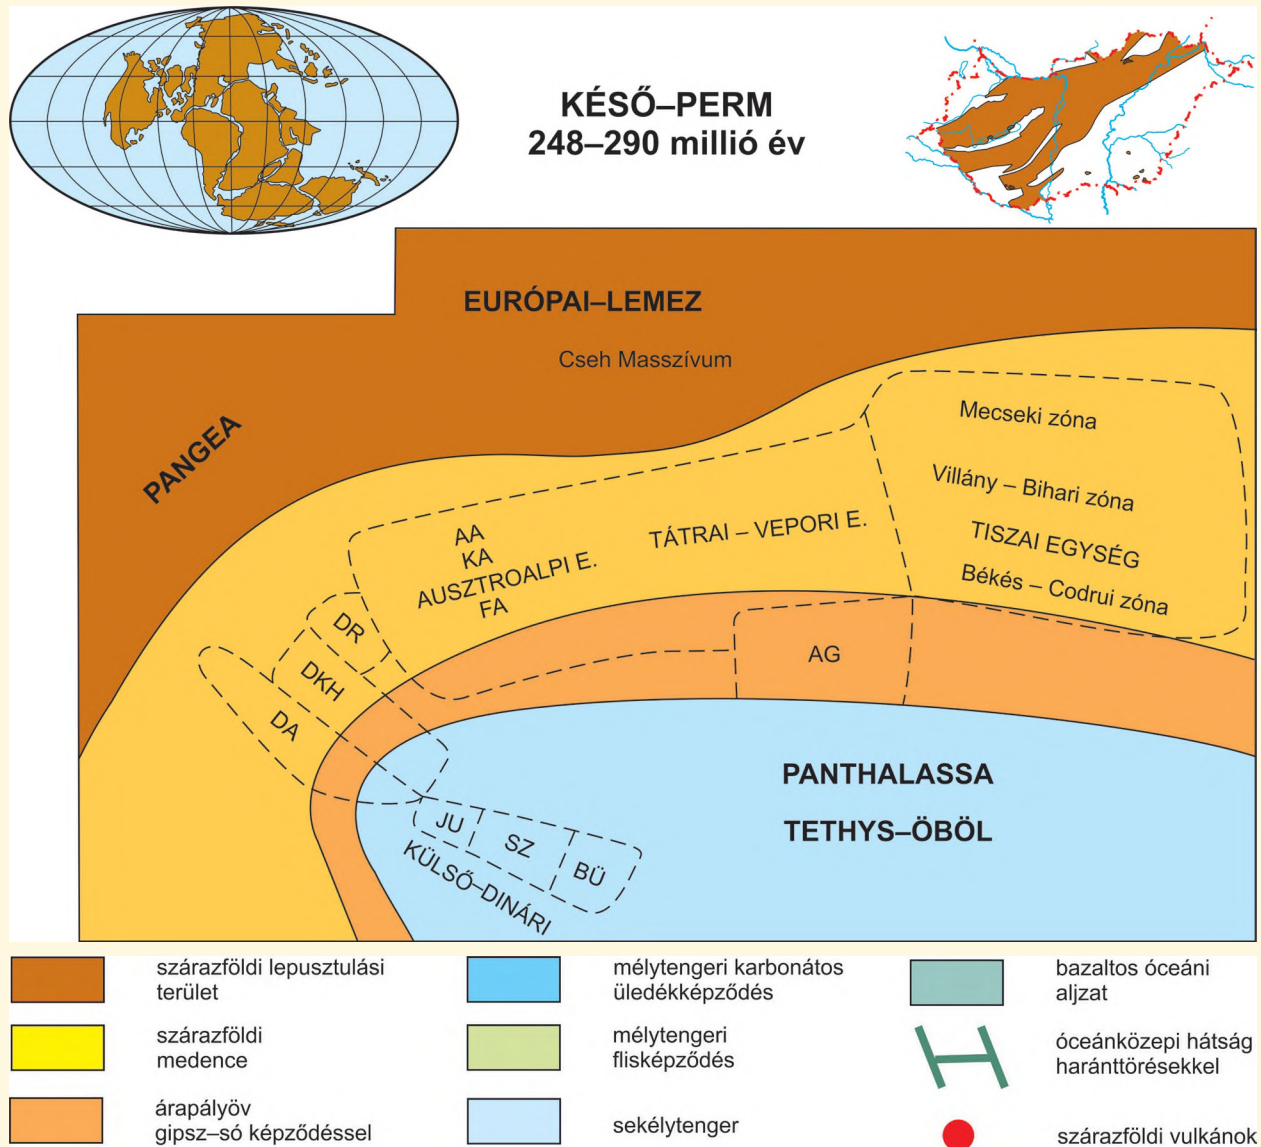 KÉSŐ–PERM
248–290 millió év
EURÓPAI–LEMEZ
Cseh Masszívum
PANGEA
Mecseki zóna
Villány – Bihari zóna
TISZAI EGYSÉG
Békés – Codrui zóna
TÁTRAI – VEPORI E.
AA
KA
AUSZTROALPI E.
FA
DR
DKH
DA
AG
PANTHALASSA
TETHYS–ÖBÖL
JU
SZ
BÜ
KÜLSŐ–DINÁRI
szárazföldi lepusztulási
terület
szárazföldi
medence
árapályöv
gipsz–só képződéssel
mélytengeri karbonátos
üledékképződés
mélytengeri
flisképződés
sekélytenger
bazaltos óceáni
aljzat
óceánközepi hátság
haránttörésekkel
szárazföldi vulkánok